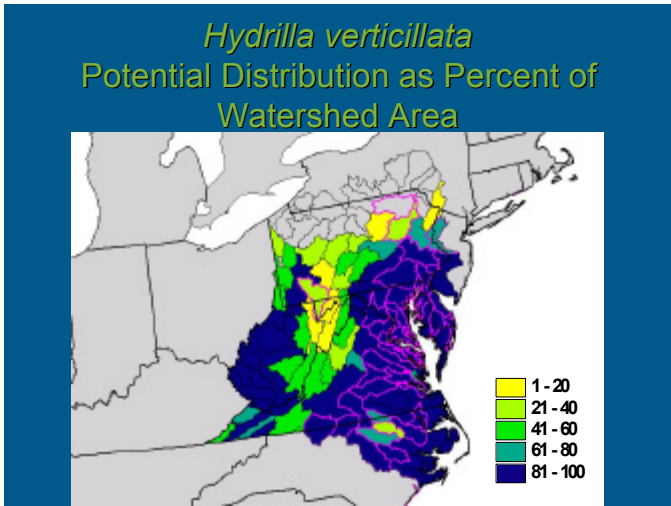 Hydrilla verticillata
Potential Distribution as Percent of
Watershed Area
1 - 20
21 - 40
41 - 60
61 - 80
81 - 100